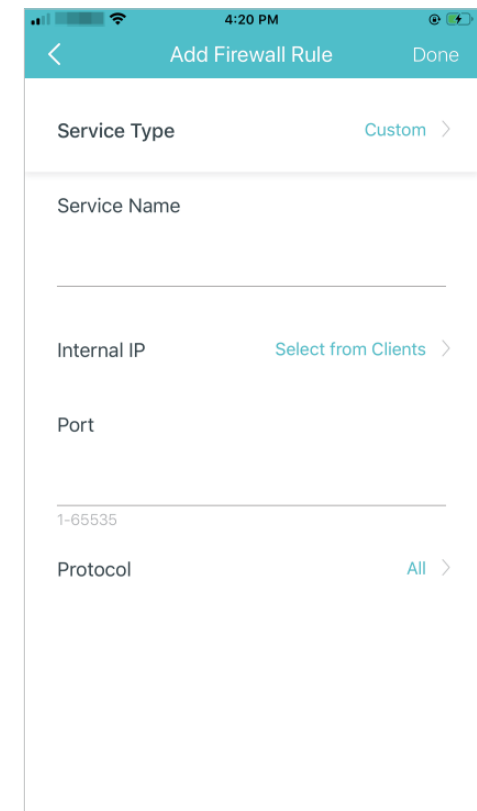 4:20 PM
Add Firewall Rule Done
Service Type Custom
Service Name
Internal IP Select from Clients
Port
1-65535
Protocol All